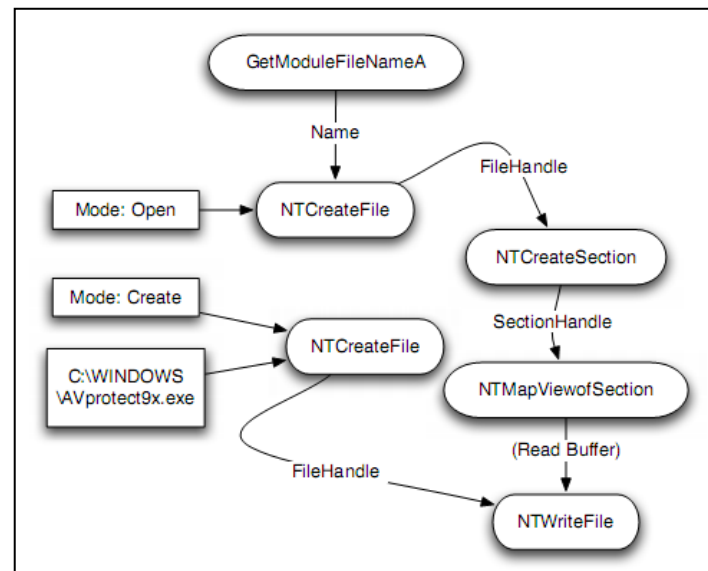 GetModuleFileNameA
Name
FileHandle
Mode: Open
NTCreateFile
NTCreateSection
Mode: Create
SectionHandle
NTCreateFile
C:\WINDOWS
\AVprotect9x.exe
NTMapViewofSection
(Read Buffer)
FileHandle
NTWriteFile